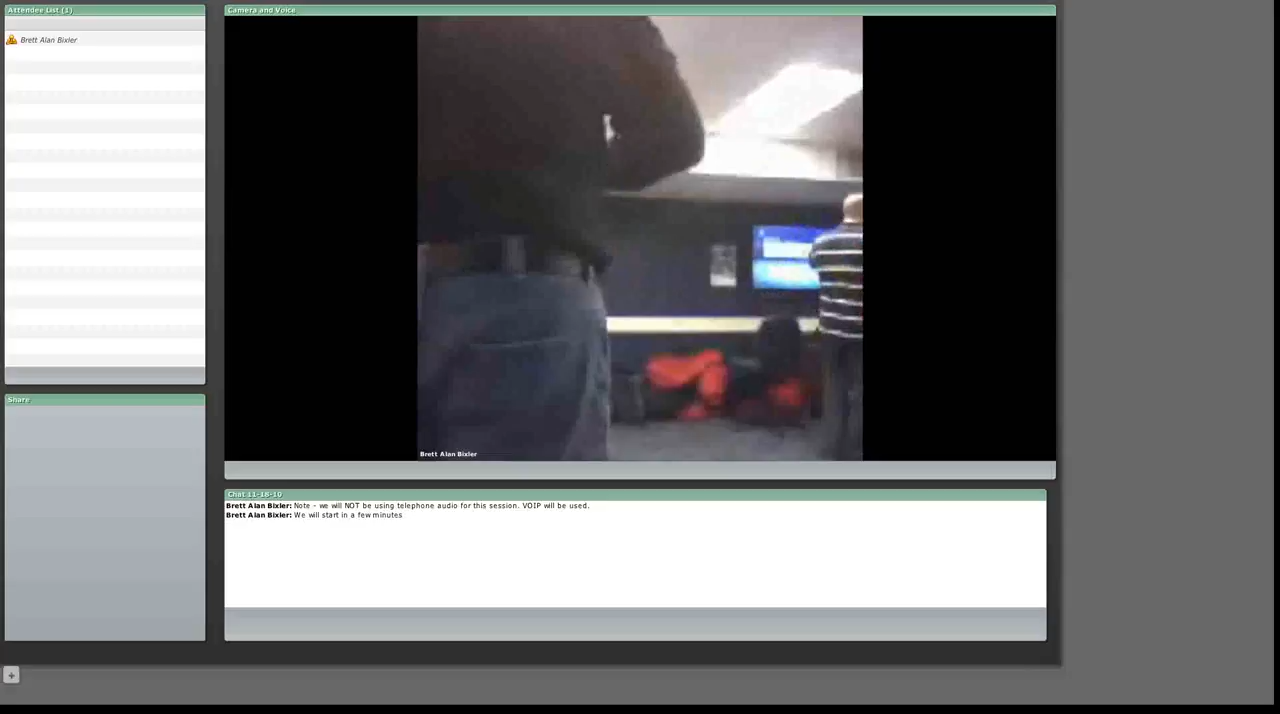 Attendee List (1)
Brett Alan Bixler
Share
Camera and Voice
Brett Alan Bixler
Chat 11-18-10
Brett Alan Bixler: Note - we will NOT be using telephone audio for this session. VOIP will be used.
Brett Alan Bixler: We will start in a few minutes